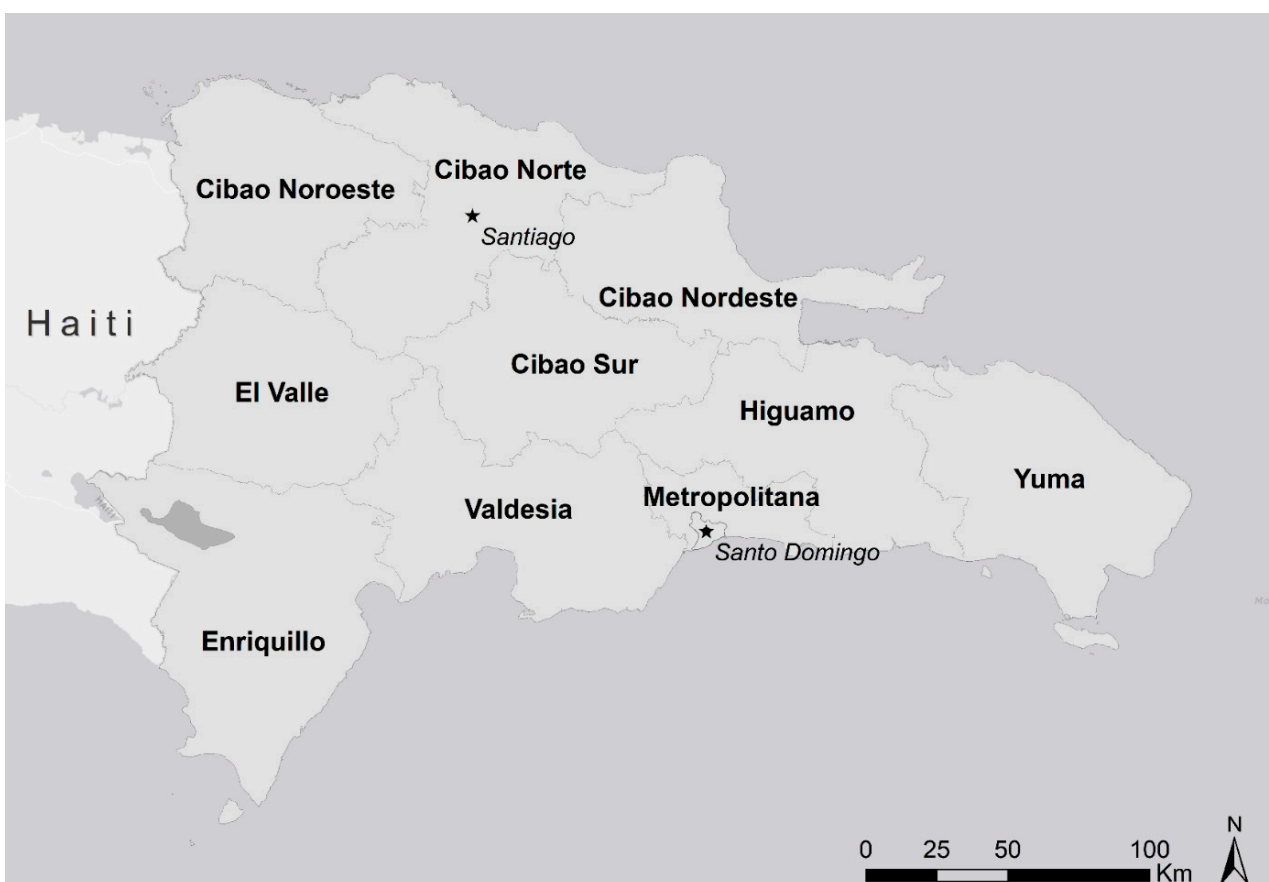 Cibao Norte
Cibao Noroeste
Santiago
Cibao Nordeste
Haiti
Cibao Sur
El Valle
Higuamo
Yuma
Metropolitana
Valdesia
Santo Domingo
Enriquillo
N
0 25 50 100
Km